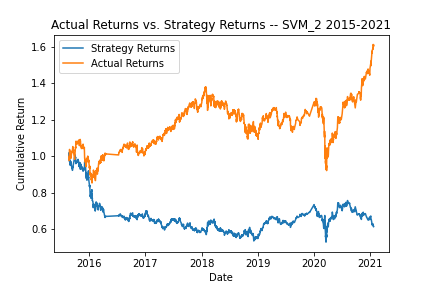 Actual Returns vs. Strategy Returns -- SVM_2 2015-2021
Strategy Returns
Actual Returns
Cumulative Return
1.6
1.4
1.2
1.0
0.8
0.6
2016 2017 2018 2019 2020 2021
Date